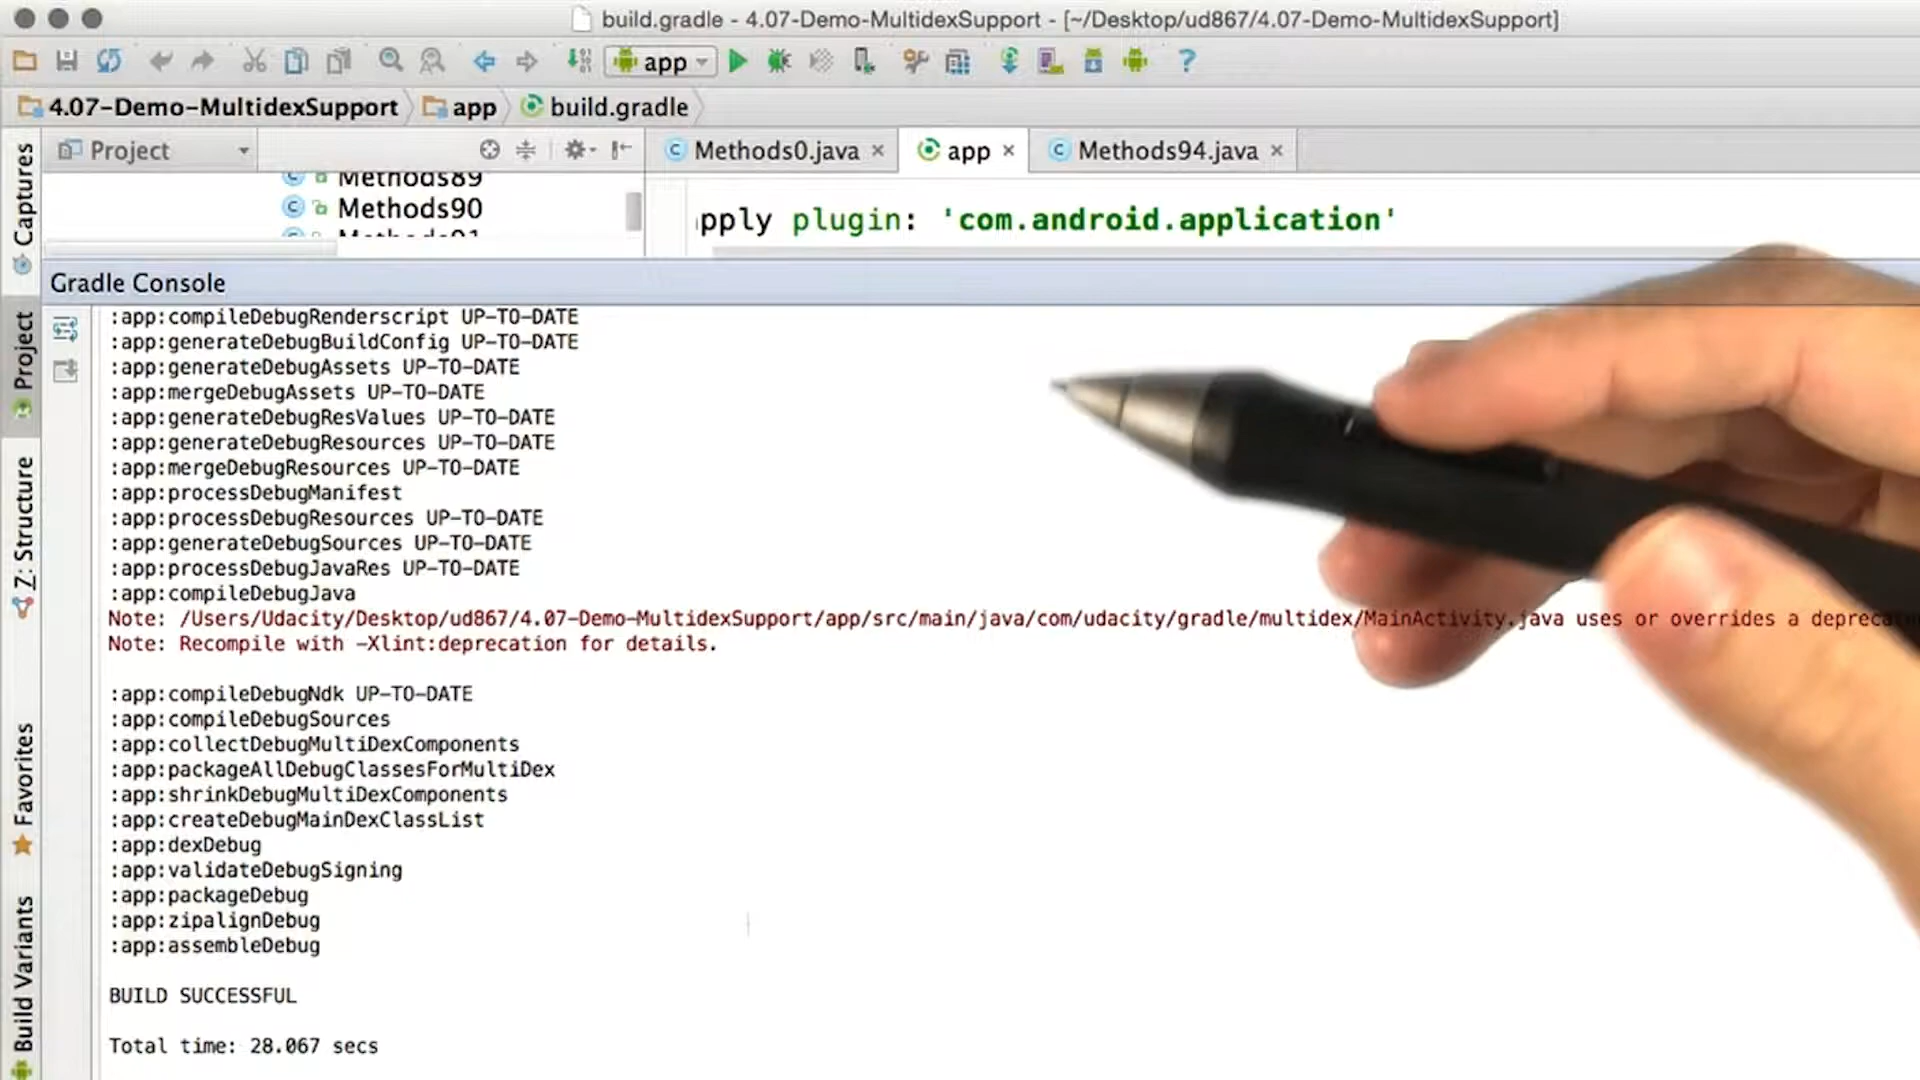 build.gradle - 4.07-Demo-MultidexSupport - [~/Desktop/ud867/4.07-Demo-MultidexSupport]
app
4.07-Demo-MultidexSupport app build.gradle
Project
Methods0.java
app
Methods94.java
Captures
Project
Z: Structure
Favorites
Build Variants
Methods89
Methods90
Methods91
pply plugin: 'com.android.application'
Gradle Console
:app:compileDebugRenderscript UP-TO-DATE
:app:generateDebugBuildConfig UP-TO-DATE
:app:generateDebugAssets UP-TO-DATE
:app:mergeDebugAssets UP-TO-DATE
:app:generateDebugResValues UP-TO-DATE
:app:generateDebugResources UP-TO-DATE
:app:mergeDebugResources UP-TO-DATE
:app:processDebugManifest
:app:processDebugResources UP-TO-DATE
:app:generateDebugSources UP-TO-DATE
:app:processDebugJavaRes UP-TO-DATE
:app:compileDebugJava
Note: /Users/Udacity/Desktop/ud867/4.07-Demo-MultidexSupport/app/src/main/java/com/udacity/gradle/multidex/MainActivity.java uses or overrides a
Note: Recompile with -Xlint:deprecation for details.
:app:compileDebugNdk UP-TO-DATE
:app:compileDebugSources
:app:collectDebugMultiDexComponents
:app:packageAllDebugClassesForMultiDex
:app:shrinkDebugMultiDexComponents
:app:createDebugMainDexClassList
:app:dexDebug
:app:validateDebugSigning
:app:packageDebug
:app:zipalignDebug
:app:assembleDebug
BUILD SUCCESSFUL
Total time: 28.067 secs